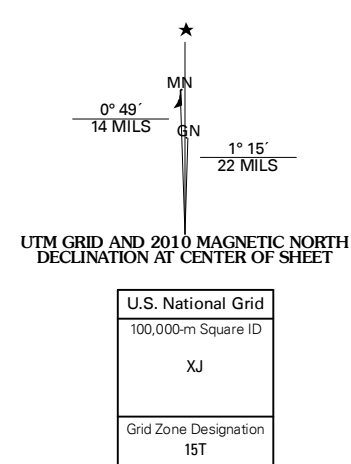 MN
0° 49´
14 MILS
GN
1° 15´
22 MILS
UTM GRID AND 2010 MAGNETIC NORTH
DECLINATION AT CENTER OF SHEET
U.S. National Grid
100,000-m Square ID
XJ
Grid Zone Designation
15T